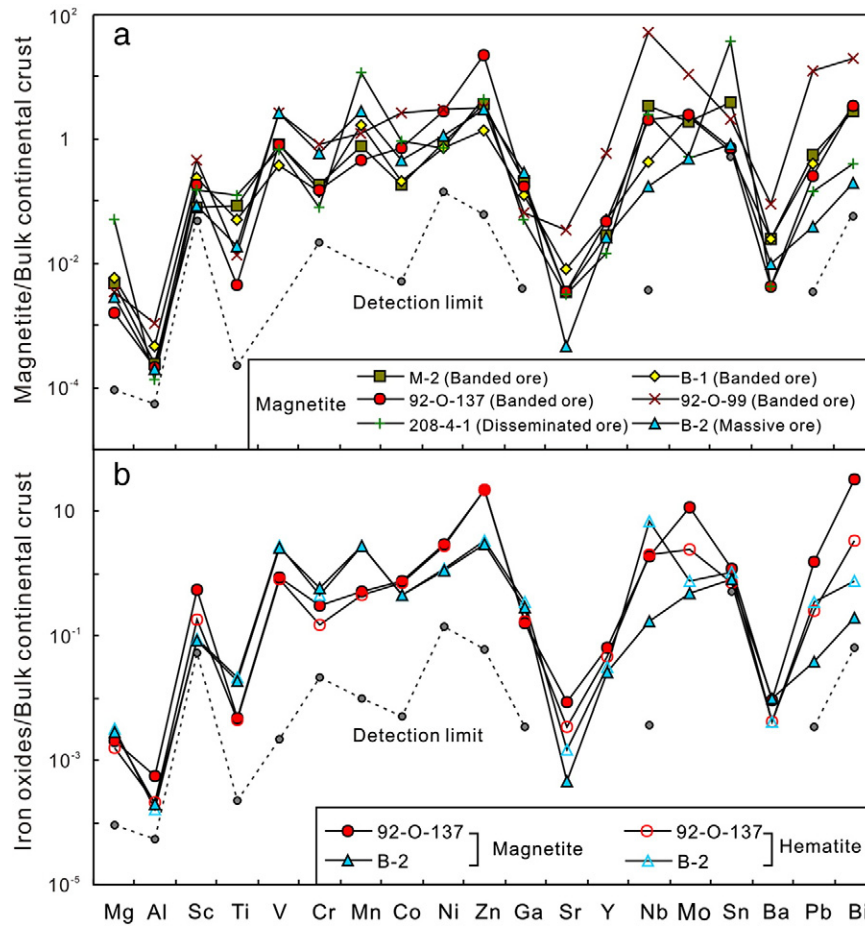 a
Magnetite/Bulk continental crust
10²
1
10⁻²
10⁻⁴
Detection limit
Magnetite
M-2 (Banded ore)
B-1 (Banded ore)
92-O-137 (Banded ore)
92-O-99 (Banded ore)
208-4-1 (Disseminated ore)
B-2 (Massive ore)
b
Iron oxides/Bulk continental crust
10
10⁻¹
10⁻³
10⁻⁵
Detection limit
92-O-137
B-2
Magnetite
92-O-137
B-2
Hematite
Mg Al Sc Ti V Cr Mn Co Ni Zn Ga Sr Y Nb Mo Sn Ba Pb Bi